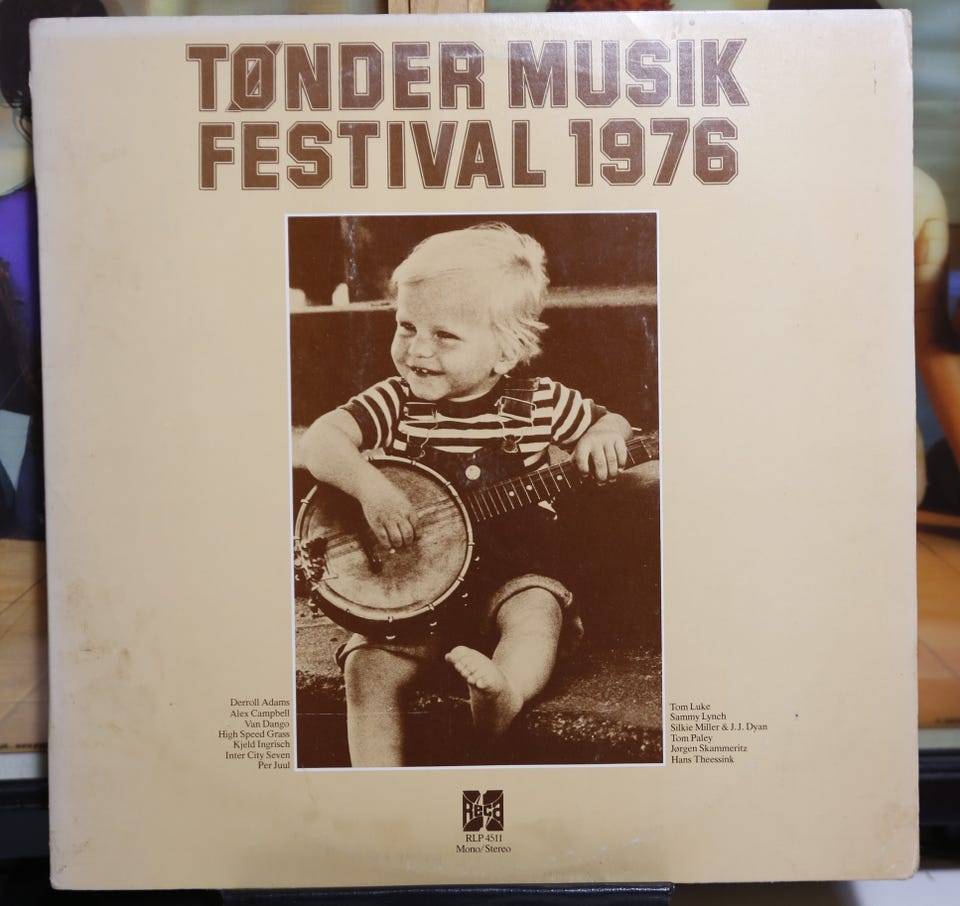 TØNDER MUSIK
FESTIVAL 1976
Derroll Adams
Alex Campbell
Van Dango
High Speed Grass
Kjeld Ingrisch
Inter City Seven
Per Juul
Tom Luke
Sammy Lynch
Silkie Miller & J.J. Dyan
Tom Paley
Jørgen Skammeritz
Hans Theessink
Reca
RLP 4511
Mono/Stereo